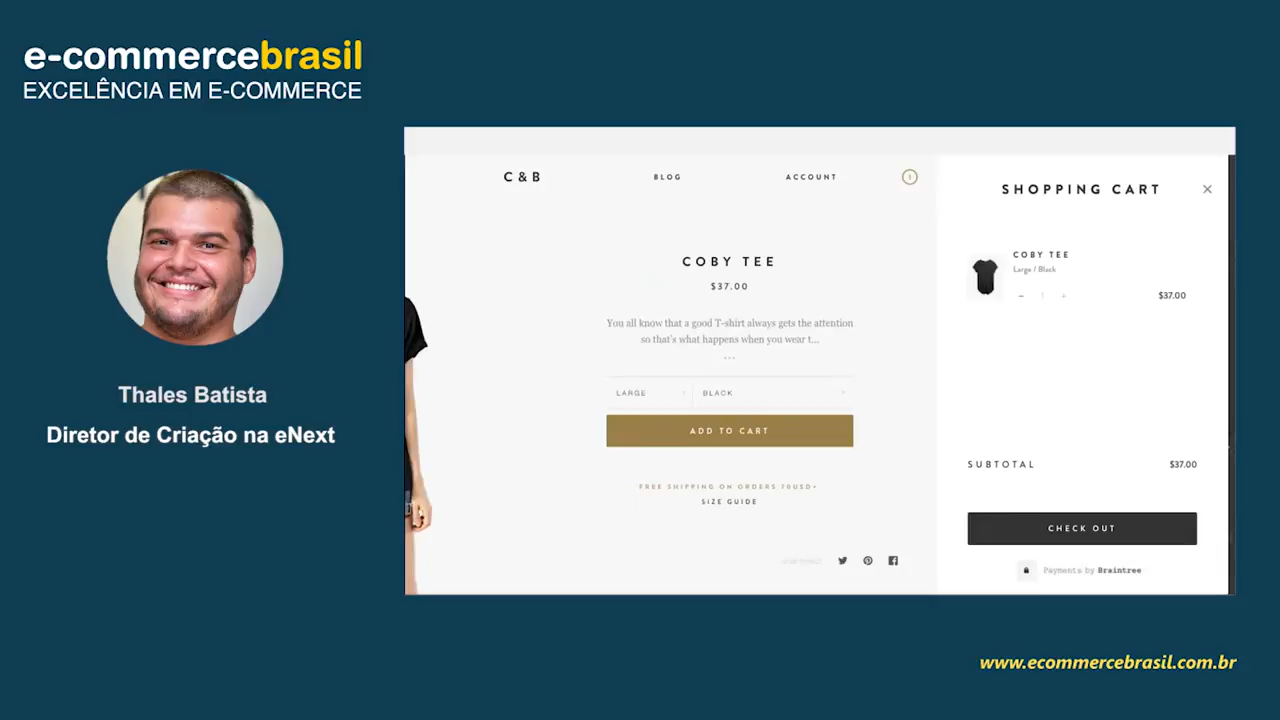 e-commercebrasil
EXCELÊNCIA EM E-COMMERCE
Thales Batista
Diretor de Criação na eNext
C & B
BLOG
ACCOUNT
1
COBY TEE
$37.00
You all know that a good T-shirt always gets the attention
so that's what happens when you wear t...
...
LARGE
BLACK
ADD TO CART
FREE SHIPPING ON ORDERS 70USD+
SIZE GUIDE
SHOPPING CART
×
COBY TEE
Large / Black
− 1 +
$37.00
SUBTOTAL
$37.00
CHECK OUT
Payments by Braintree
www.ecommercebrasil.com.br